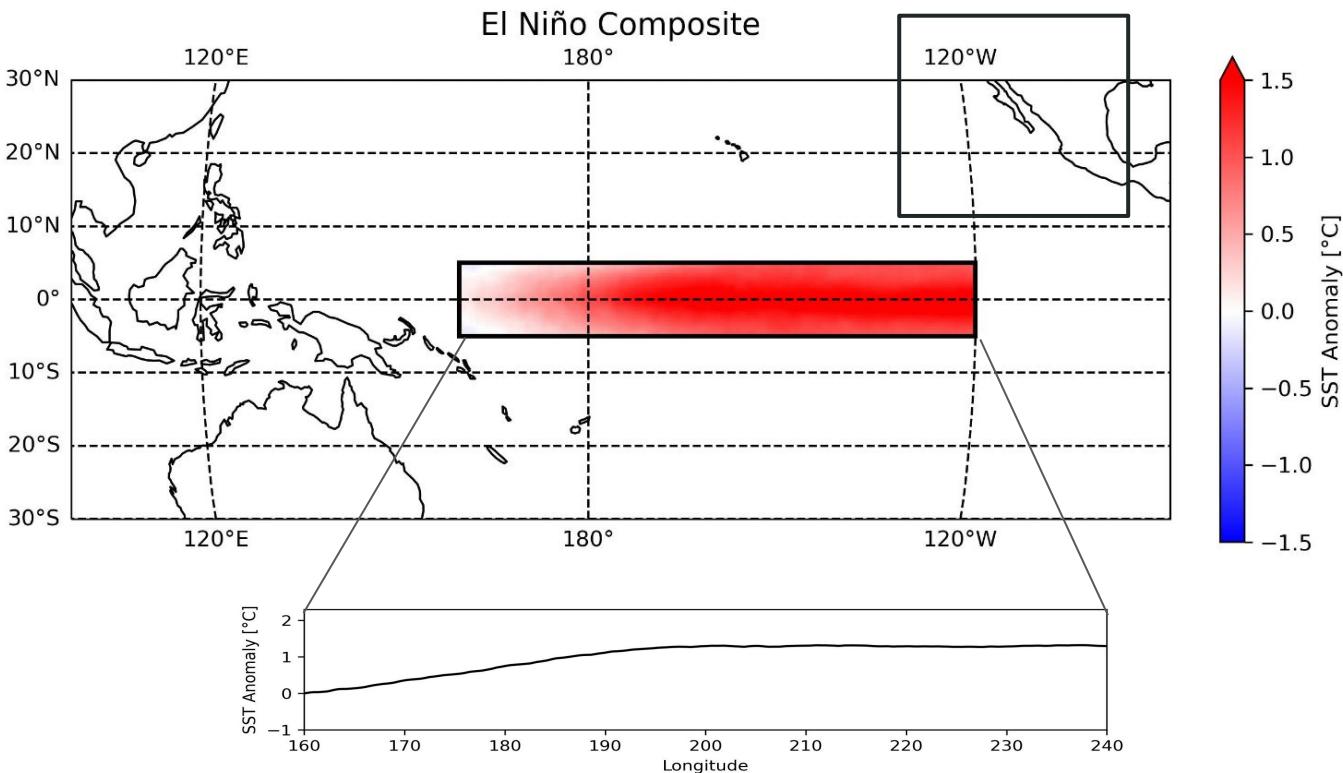 El Niño Composite
120°E 180° 120°W
30°N
20°N
10°N
0°
10°S
20°S
30°S
120°E 180° 120°W
1.5
1.0
0.5
0.0
−0.5
−1.0
−1.5
SST Anomaly [°C]
SST Anomaly [°C]
2
1
0
−1
160 170 180 190 200 210 220 230 240
Longitude